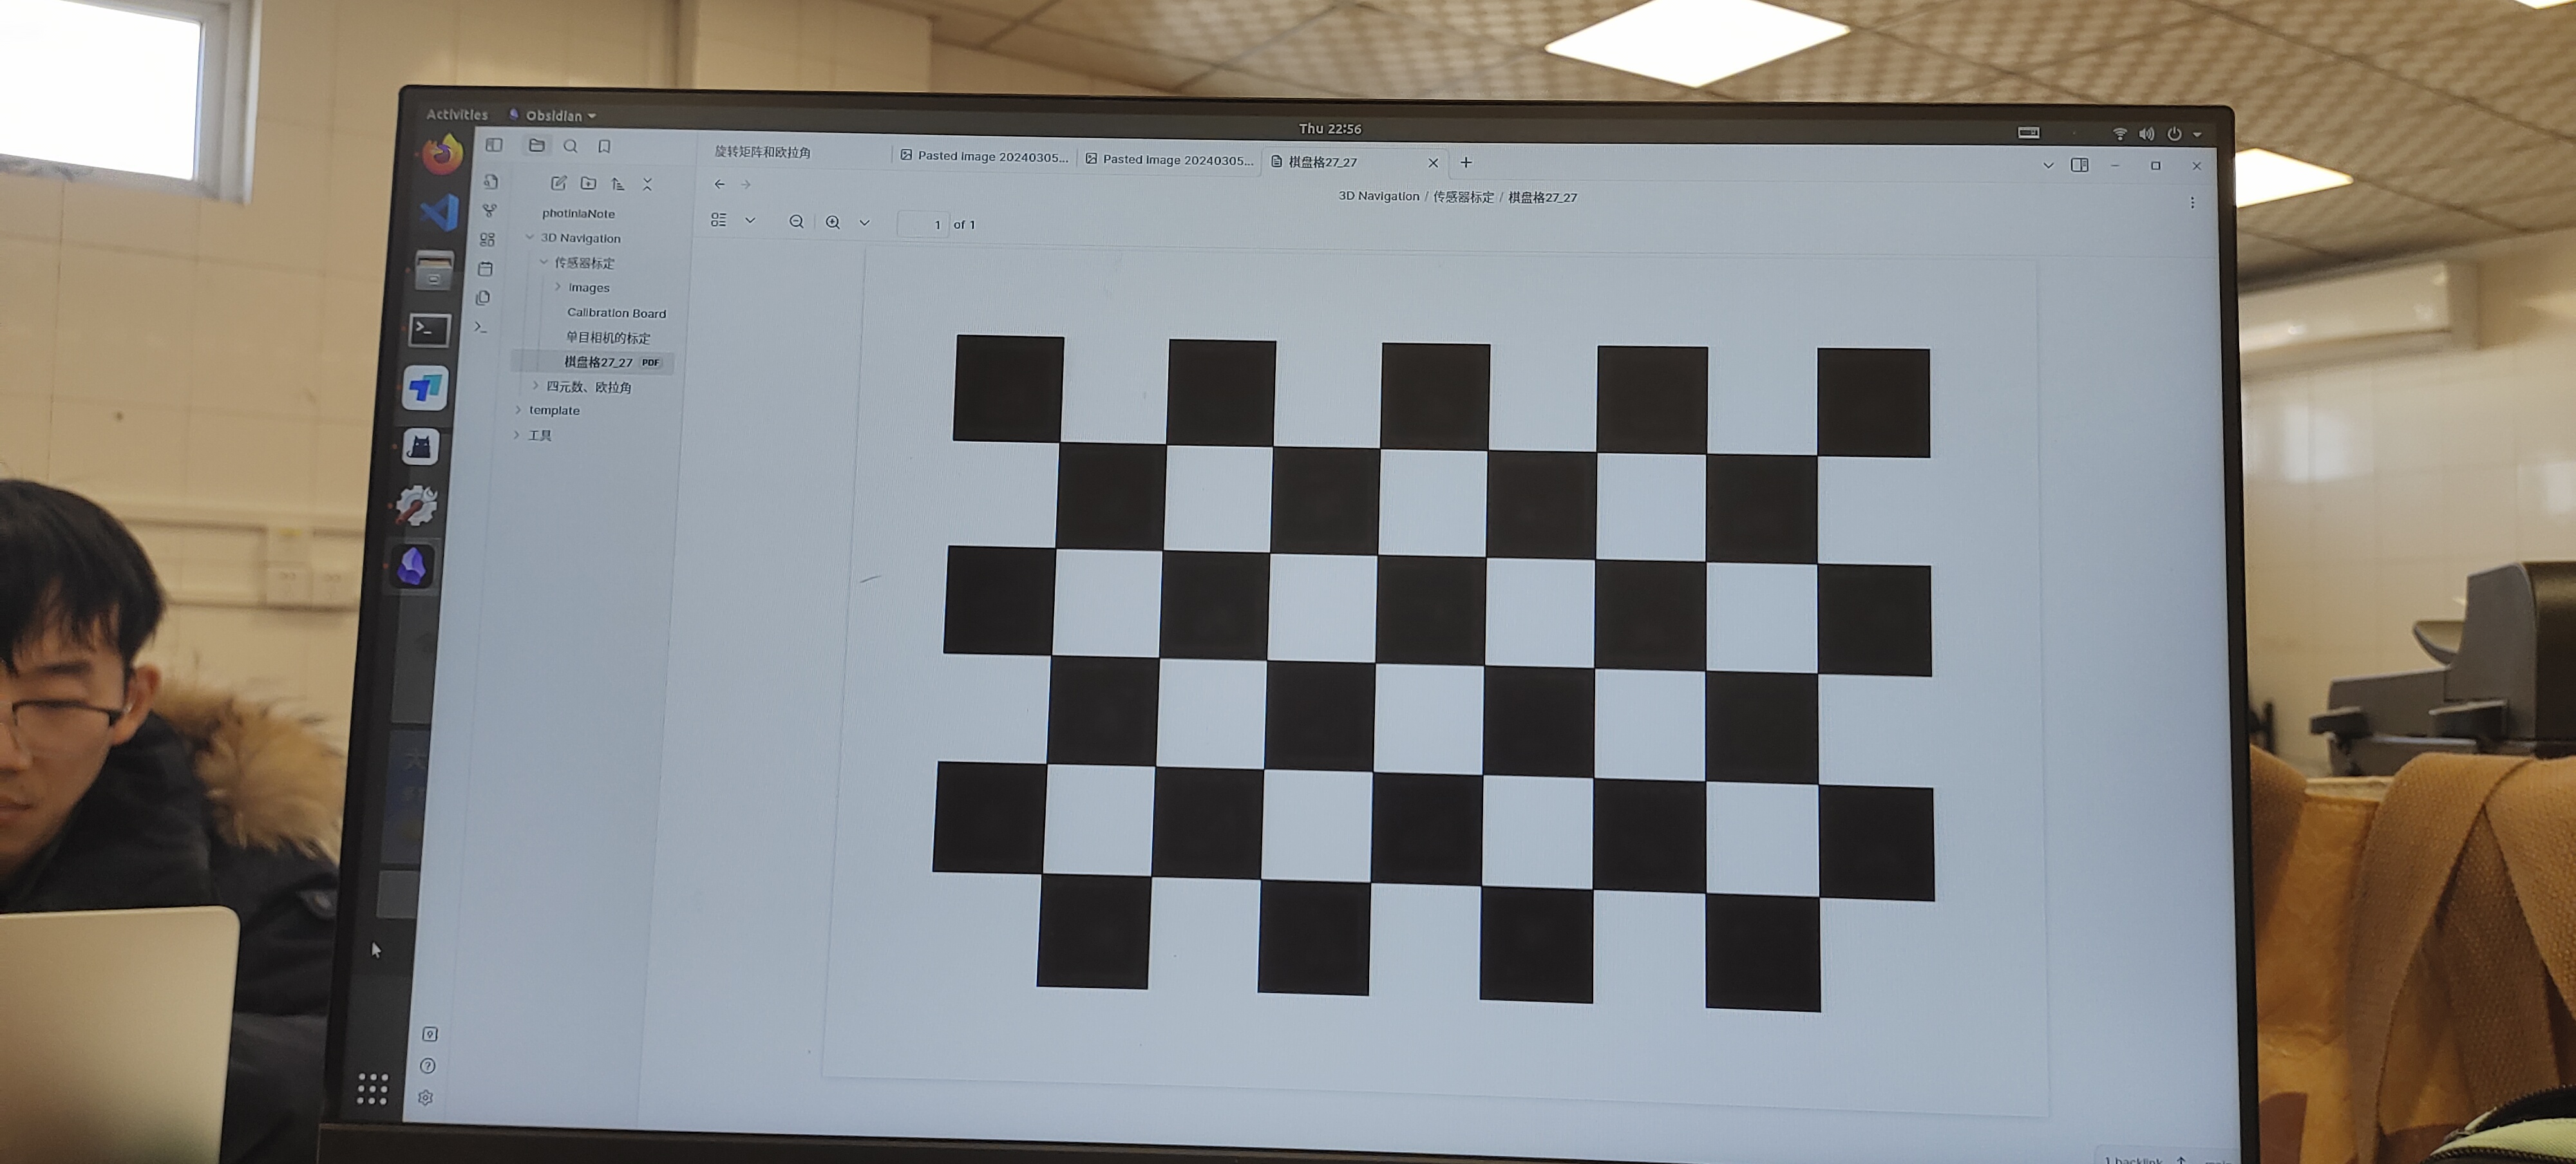 Activities Obsidian
Thu 22:56
旋转矩阵和欧拉角
Pasted Image 20240305...
Pasted Image 20240305...
棋盘格27_27
3D Navigation / 传感器标定 / 棋盘格27_27
1 of 1
photiniaNote
3D Navigation
传感器标定
Images
Calibration Board
单目相机的标定
棋盘格27_27 PDF
四元数、欧拉角
template
工具
1 backlink